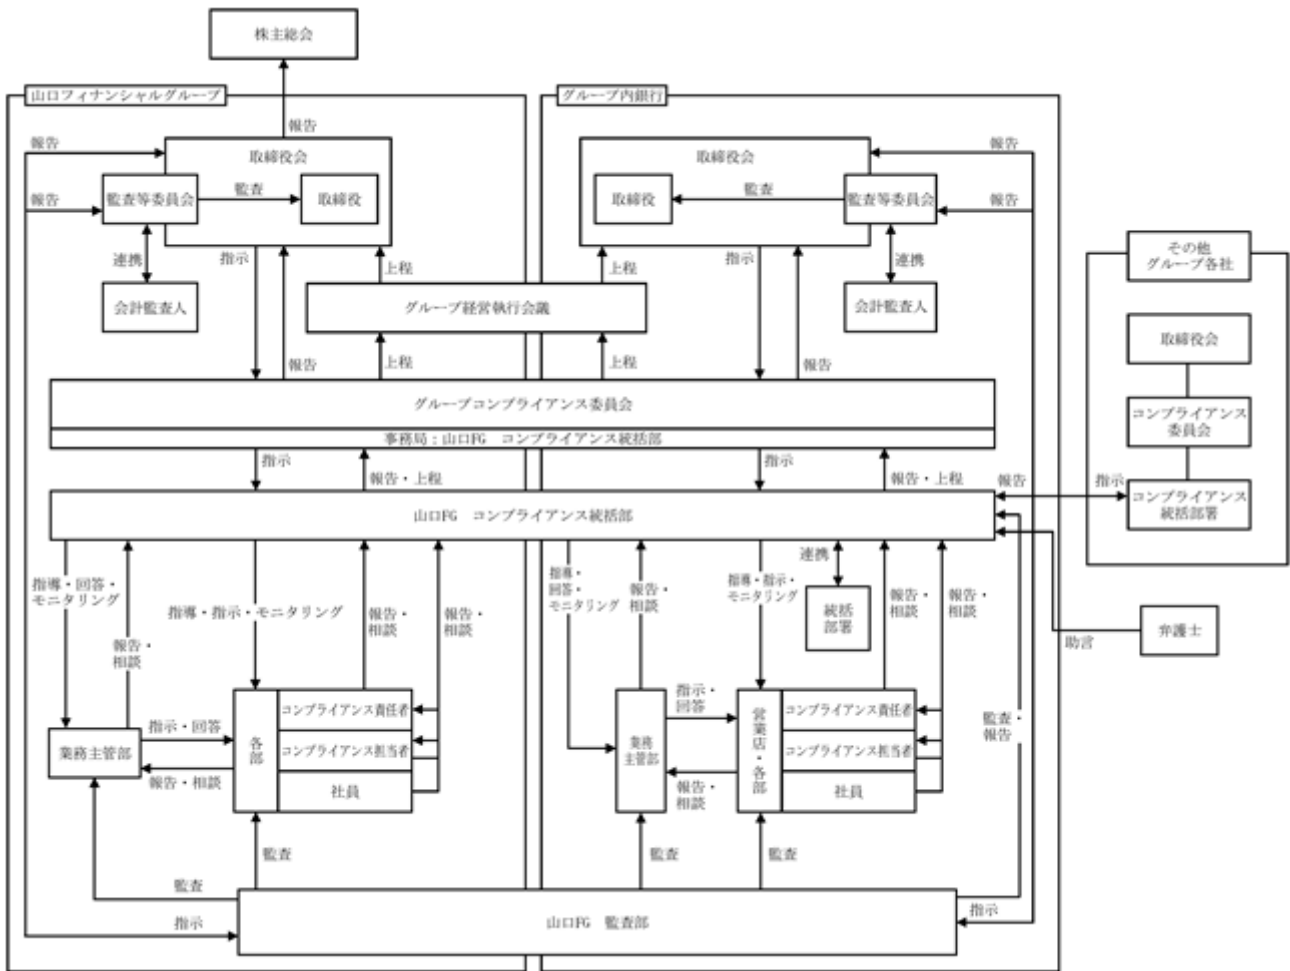 株主総会
山口フィナンシャルグループ
グループ内銀行
報告
報告
取締役会
監査等委員会
監査
取締役
報告
連携
会計監査人
指示
報告
上程
取締役会
取締役
監査
監査等委員会
報告
報告
指示
上程
連携
会計監査人
報告
グループ経営執行会議
上程
上程
その他
グループ各社
取締役会
コンプライアンス
委員会
コンプライアンス
統括部署
グループコンプライアンス委員会
事務局：山口FG　コンプライアンス統括部
指示
報告・上程
指示
報告・上程
報告
指示
山口FG　コンプライアンス統括部
指導・回答・
モニタリング
報告・
相談
指導・指示・モニタリング
報告・
相談
報告・
相談
指導・
回答・
モニタリング
報告・
相談
指導・指示・
モニタリング
連携
統括
部署
報告・
相談
報告・
相談
助言
弁護士
業務主管部
指示・回答
報告・相談
各部
コンプライアンス責任者
コンプライアンス担当者
社員
業務
主管部
指示・
回答
報告・
相談
営業店・各部
コンプライアンス責任者
コンプライアンス担当者
社員
監査・
報告
監査
監査
監査
監査
指示
山口FG　監査部
指示